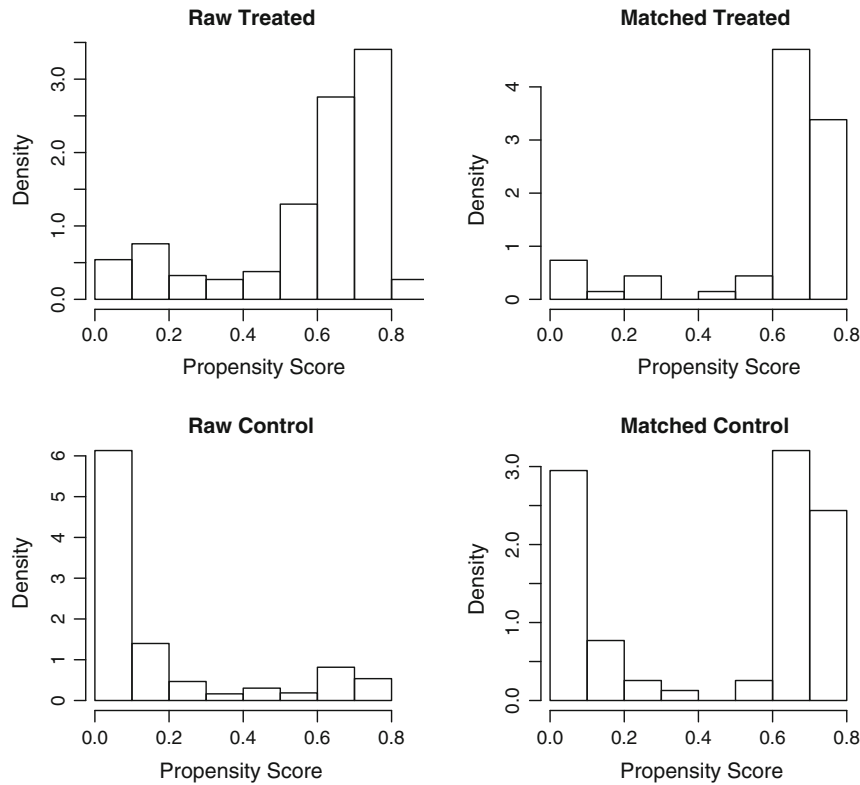 Raw Treated
Density
0.0 1.0 2.0 3.0
0.0 0.2 0.4 0.6 0.8
Propensity Score
Matched Treated
Density
0 1 2 3 4
0.0 0.2 0.4 0.6 0.8
Propensity Score
Raw Control
Density
0 1 2 3 4 5 6
0.0 0.2 0.4 0.6 0.8
Propensity Score
Matched Control
Density
0.0 1.0 2.0 3.0
0.0 0.2 0.4 0.6 0.8
Propensity Score